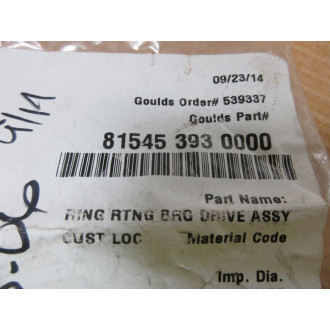 09/23/14
Goulds Order# 539337
Goulds Part#
81545 393 0000
Part Name:
RING RTNG BRG DRIVE ASSY
CUST LOC Material Code
Imp. Dia.